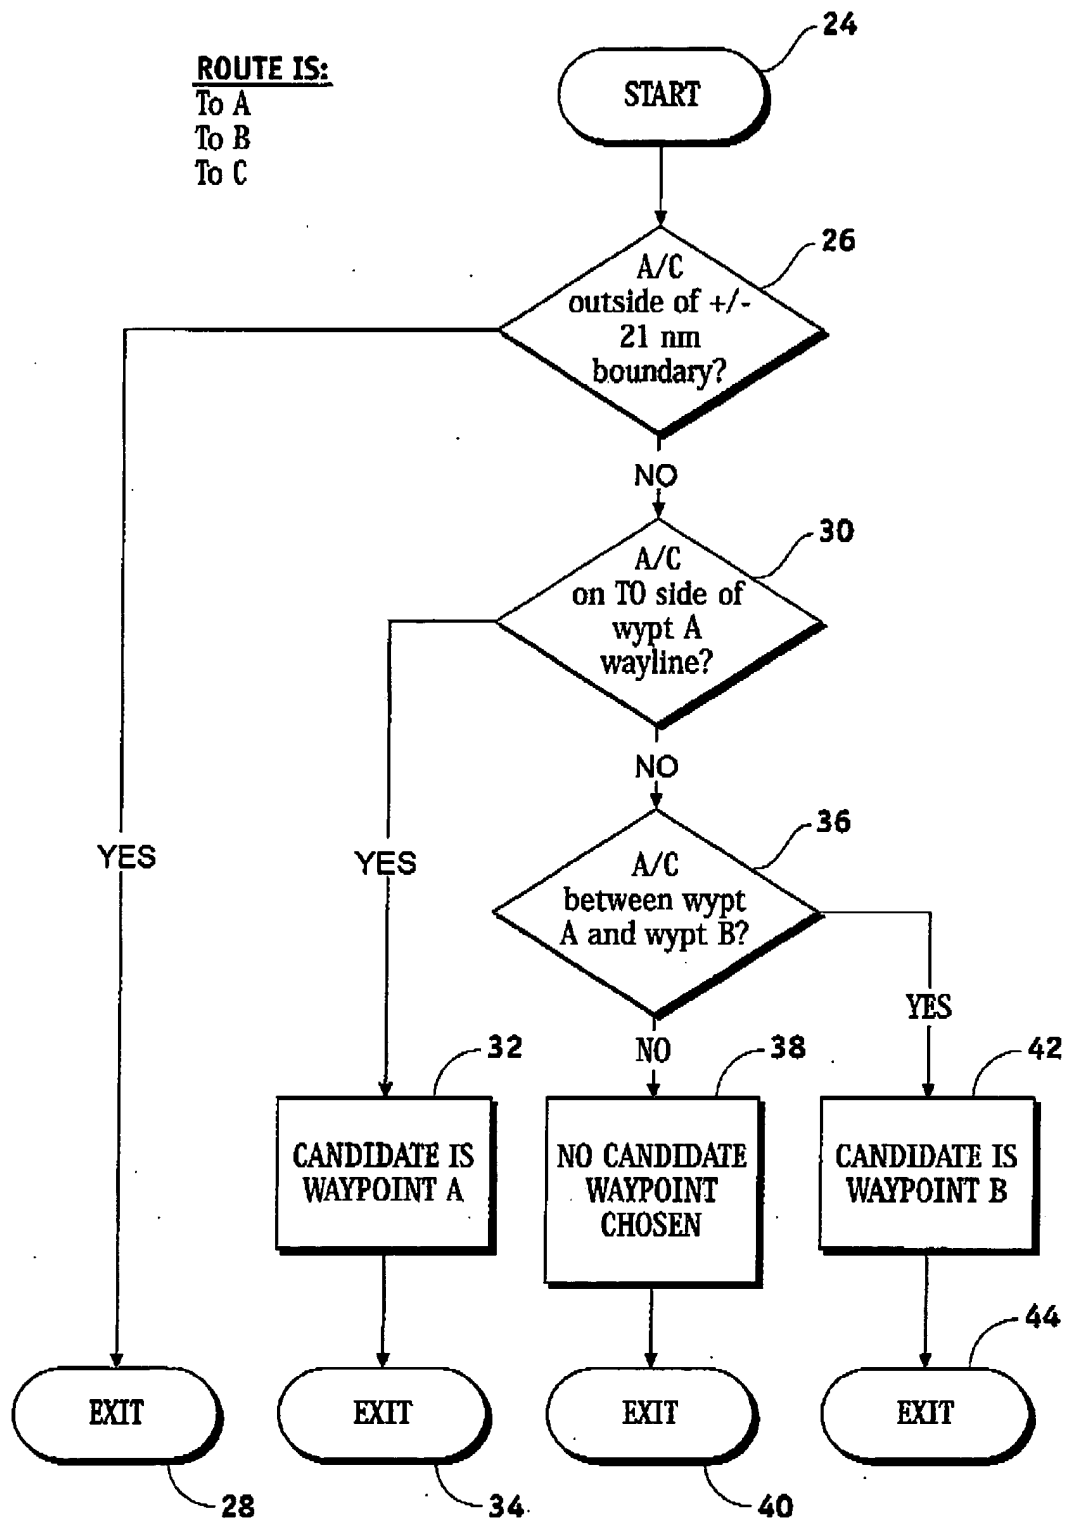 24
ROUTE IS:
To A
To B
To C
START
26
A/C
outside of +/-
21 nm
boundary?
NO
30
A/C
on TO side of
wypt A
wayline?
NO
36
A/C
between wypt
A and wypt B?
YES
YES
YES
NO
32
38
42
CANDIDATE IS
WAYPOINT A
NO CANDIDATE
WAYPOINT
CHOSEN
CANDIDATE IS
WAYPOINT B
44
EXIT
EXIT
EXIT
EXIT
28
34
40